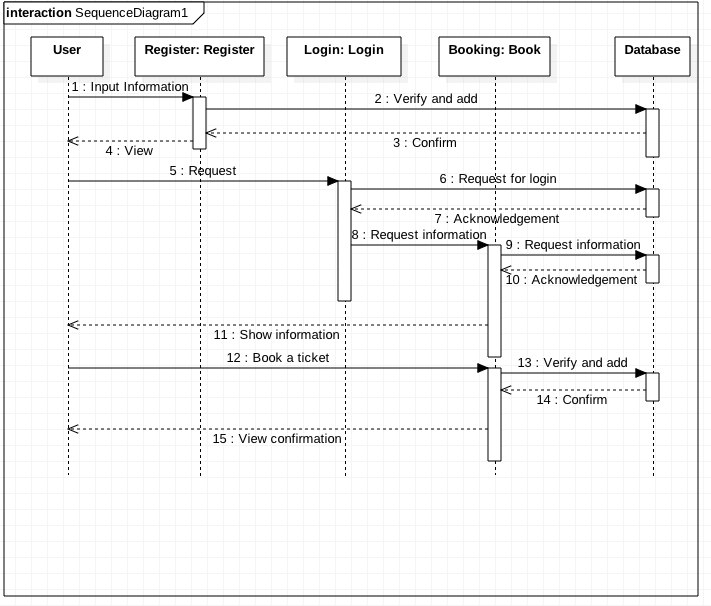 interaction SequenceDiagram1
User
Register: Register
Login: Login
Booking: Book
Database
1 : Input Information
2 : Verify and add
3 : Confirm
4 : View
5 : Request
6 : Request for login
7 : Acknowledgement
8 : Request information
9 : Request information
10 : Acknowledgement
11 : Show information
12 : Book a ticket
13 : Verify and add
14 : Confirm
15 : View confirmation